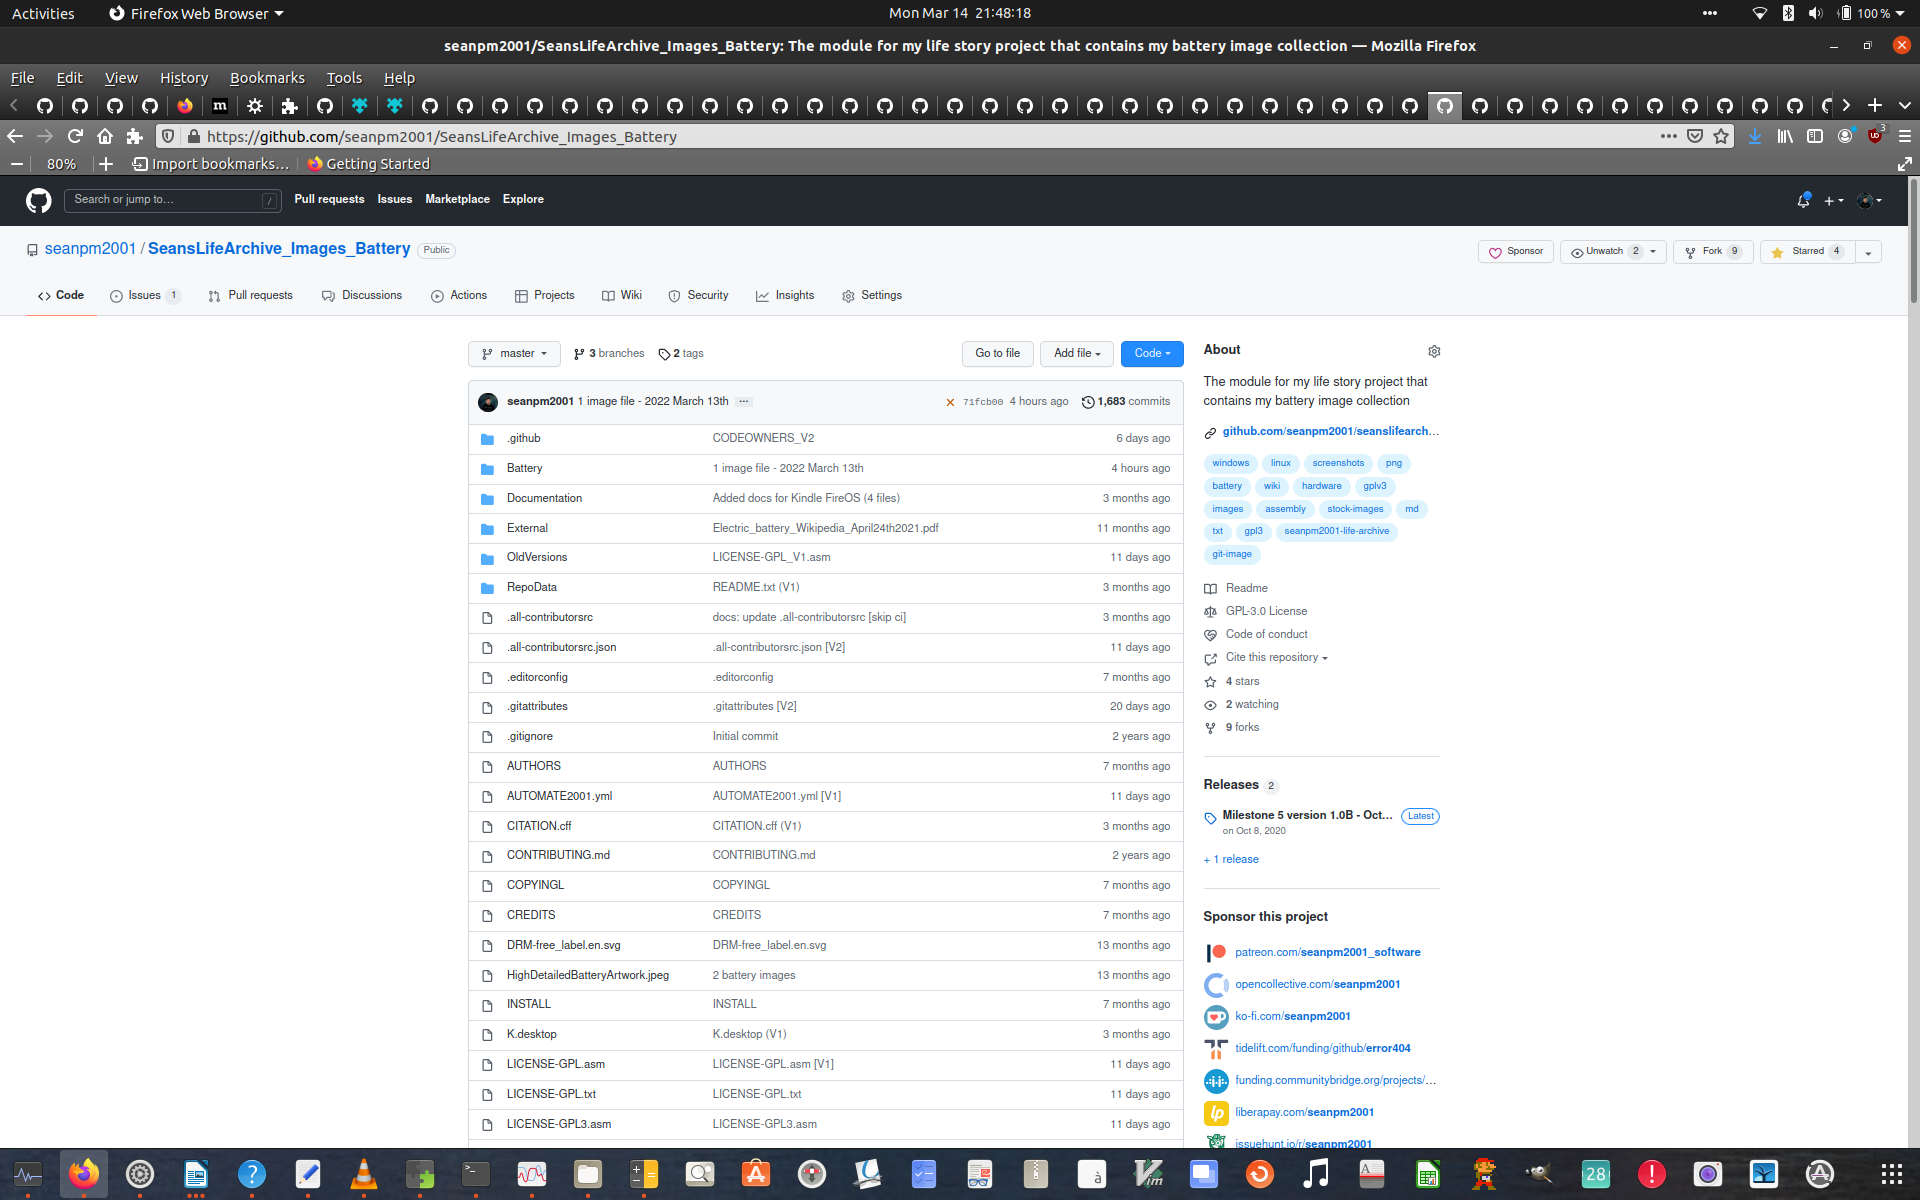 Activities
Firefox Web Browser
Mon Mar 14 21:48:18
100 %
seanpm2001/SeansLifeArchive_Images_Battery: The module for my life story project that contains my battery image collection — Mozilla Firefox
File Edit View History Bookmarks Tools Help
https://github.com/seanpm2001/SeansLifeArchive_Images_Battery
3
80%
Import bookmarks...
Getting Started
Search or jump to...
/
Pull requests Issues Marketplace Explore
seanpm2001 / SeansLifeArchive_Images_Battery Public
Sponsor
Unwatch 2
Fork 9
Starred 4
Code
Issues 1
Pull requests
Discussions
Actions
Projects
Wiki
Security
Insights
Settings
master
3 branches
2 tags
Go to file
Add file
Code
seanpm2001 1 image file - 2022 March 13th ...
71fcb00 4 hours ago
1,683 commits
.github CODEOWNERS_V2 6 days ago
Battery 1 image file - 2022 March 13th 4 hours ago
Documentation Added docs for Kindle FireOS (4 files) 3 months ago
External Electric_battery_Wikipedia_April24th2021.pdf 11 months ago
OldVersions LICENSE-GPL_V1.asm 11 days ago
RepoData README.txt (V1) 3 months ago
.all-contributorsrc docs: update .all-contributorsrc [skip ci] 3 months ago
.all-contributorsrc.json .all-contributorsrc.json [V2] 11 days ago
.editorconfig .editorconfig 7 months ago
.gitattributes .gitattributes [V2] 20 days ago
.gitignore Initial commit 2 years ago
AUTHORS AUTHORS 7 months ago
AUTOMATE2001.yml AUTOMATE2001.yml [V1] 11 days ago
CITATION.cff CITATION.cff (V1) 3 months ago
CONTRIBUTING.md CONTRIBUTING.md 2 years ago
COPYINGL COPYINGL 7 months ago
CREDITS CREDITS 7 months ago
DRM-free_label.en.svg DRM-free_label.en.svg 13 months ago
HighDetailedBatteryArtwork.jpeg 2 battery images 13 months ago
INSTALL INSTALL 7 months ago
K.desktop K.desktop (V1) 3 months ago
LICENSE-GPL.asm LICENSE-GPL.asm [V1] 11 days ago
LICENSE-GPL.txt LICENSE-GPL.txt 11 days ago
LICENSE-GPL3.asm LICENSE-GPL3.asm 11 days ago
About
The module for my life story project that
contains my battery image collection
github.com/seanpm2001/seanslifearch...
windows linux screenshots png
battery wiki hardware gplv3
images assembly stock-images md
txt gpl3 seanpm2001-life-archive
git-image
Readme
GPL-3.0 License
Code of conduct
Cite this repository
4 stars
2 watching
9 forks
Releases 2
Milestone 5 version 1.0B - Oct... Latest
on Oct 8, 2020
+ 1 release
Sponsor this project
patreon.com/seanpm2001_software
opencollective.com/seanpm2001
ko-fi.com/seanpm2001
tidelift.com/funding/github/error404
funding.communitybridge.org/projects/...
liberapay.com/seanpm2001
issuehunt.io/r/seanpm2001
28